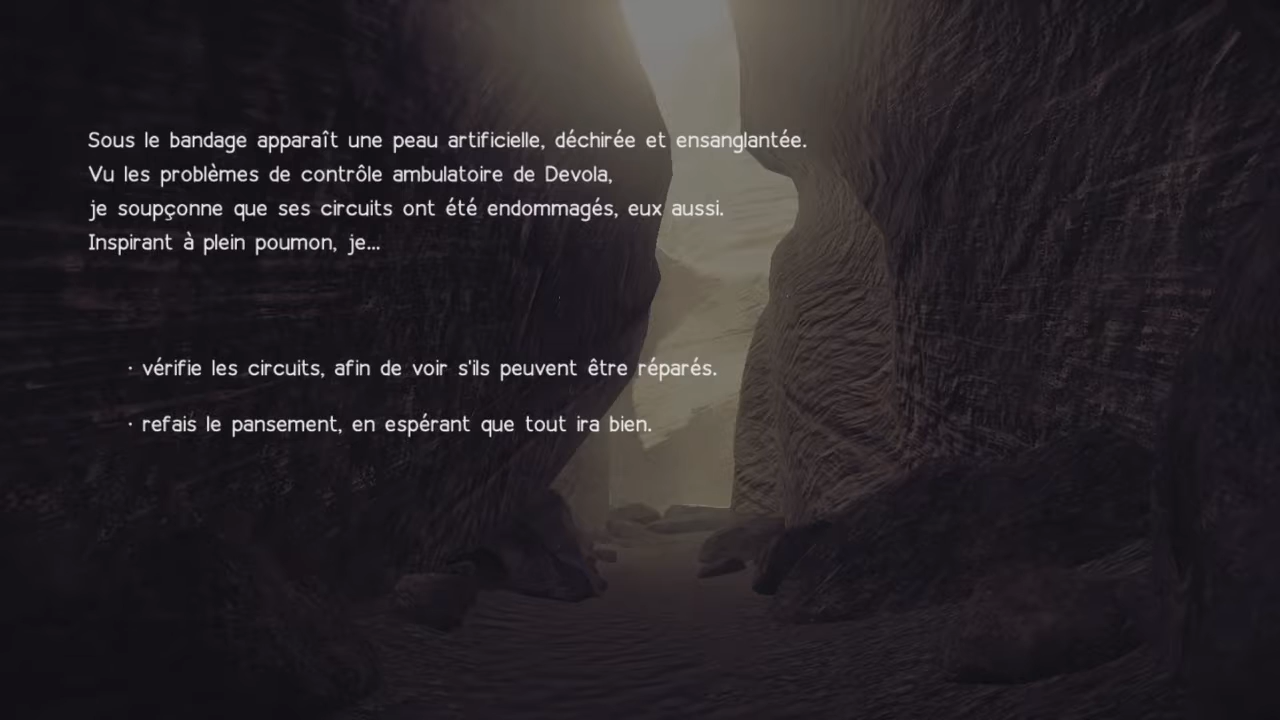 Sous le bandage apparaît une peau artificielle, déchirée et ensanglantée.
Vu les problèmes de contrôle ambulatoire de Devola,
je soupçonne que ses circuits ont été endommagés, eux aussi.
Inspirant à plein poumon, je...
· vérifie les circuits, afin de voir s'ils peuvent être réparés.
· refais le pansement, en espérant que tout ira bien.